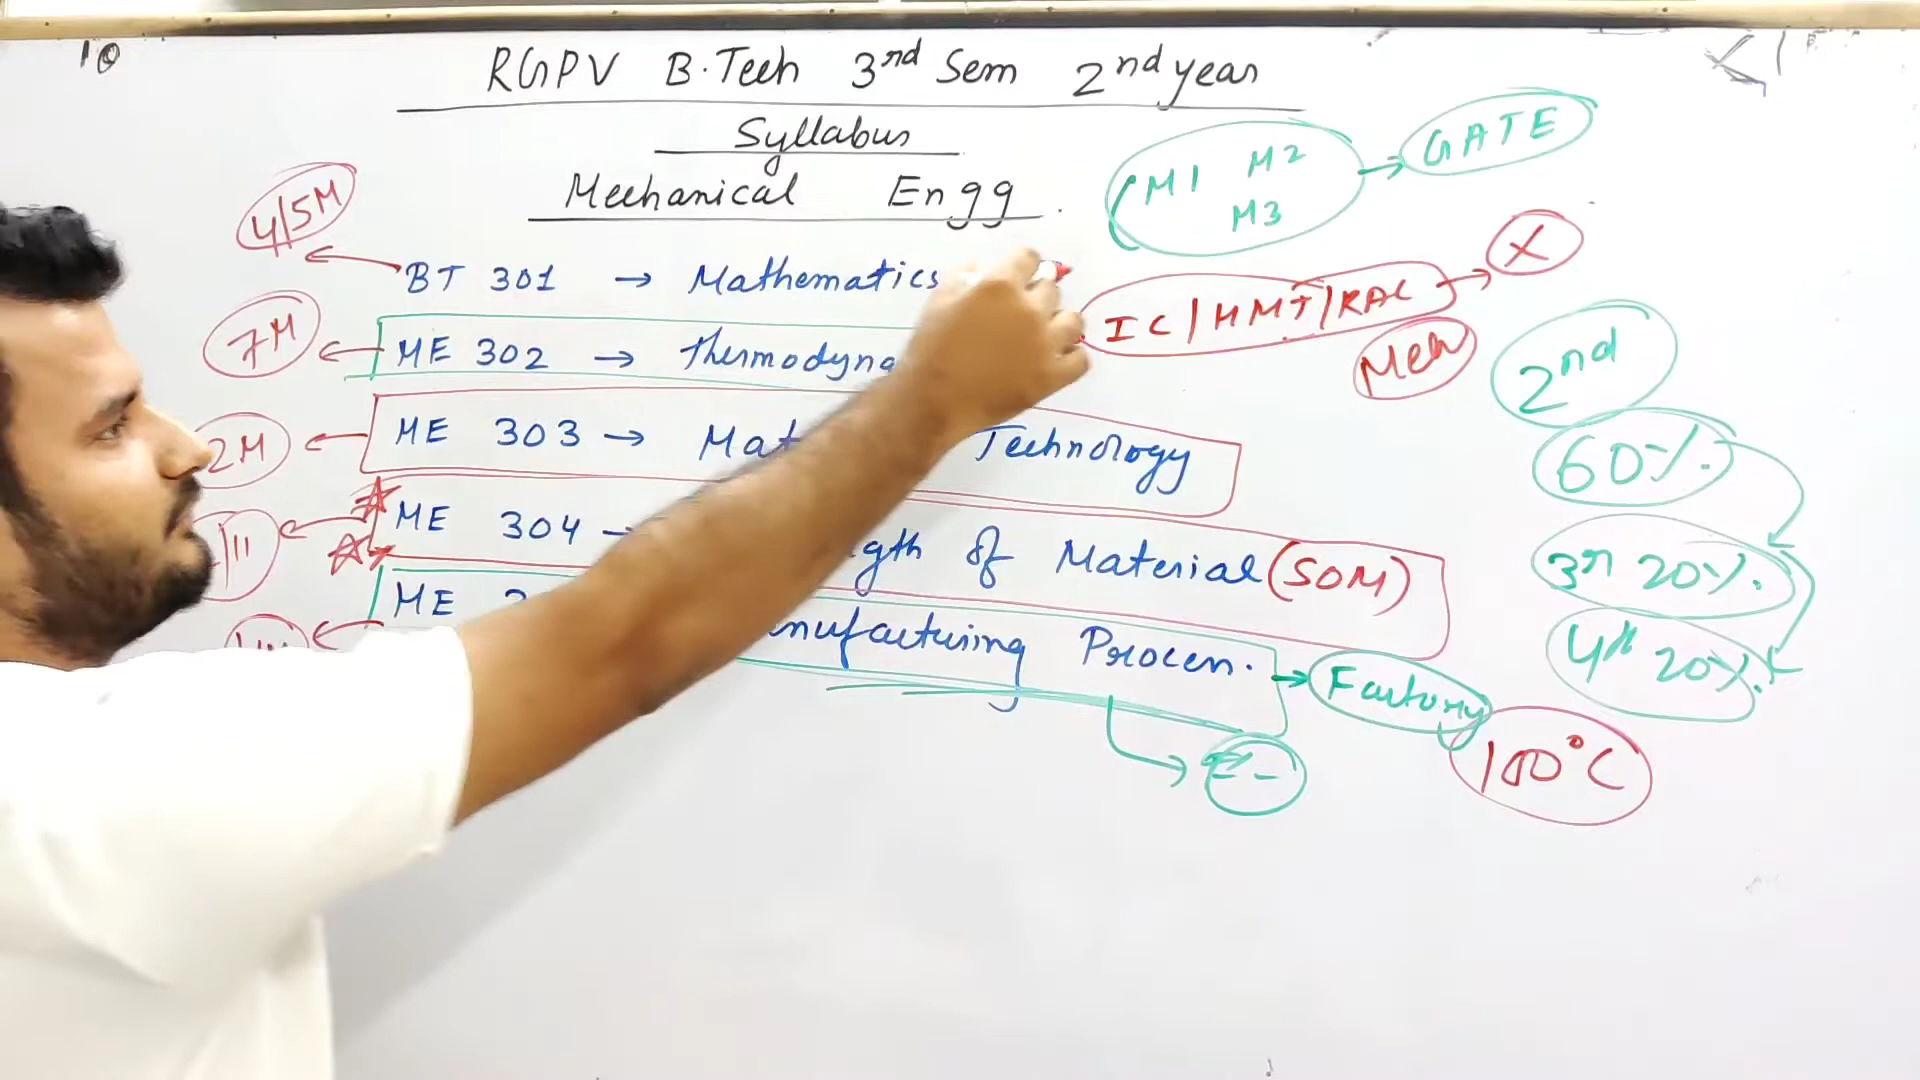 10
RGPV B.Tech 3rd Sem 2nd year
Syllabus
Mechanical Engg.
M1 M2 → GATE
M3
4/5M
BT 301 → Mathematics
IC/HMT/RAC → X
7M ← ME 302 → Thermodyna
Mech
2nd
2M ← ME 303 → Mat Technology
60%.
ME 304 → gth of Material (SOM)
3rd 20%.
ME
nufacturing Process. → Factory
4th 20%.
100°C